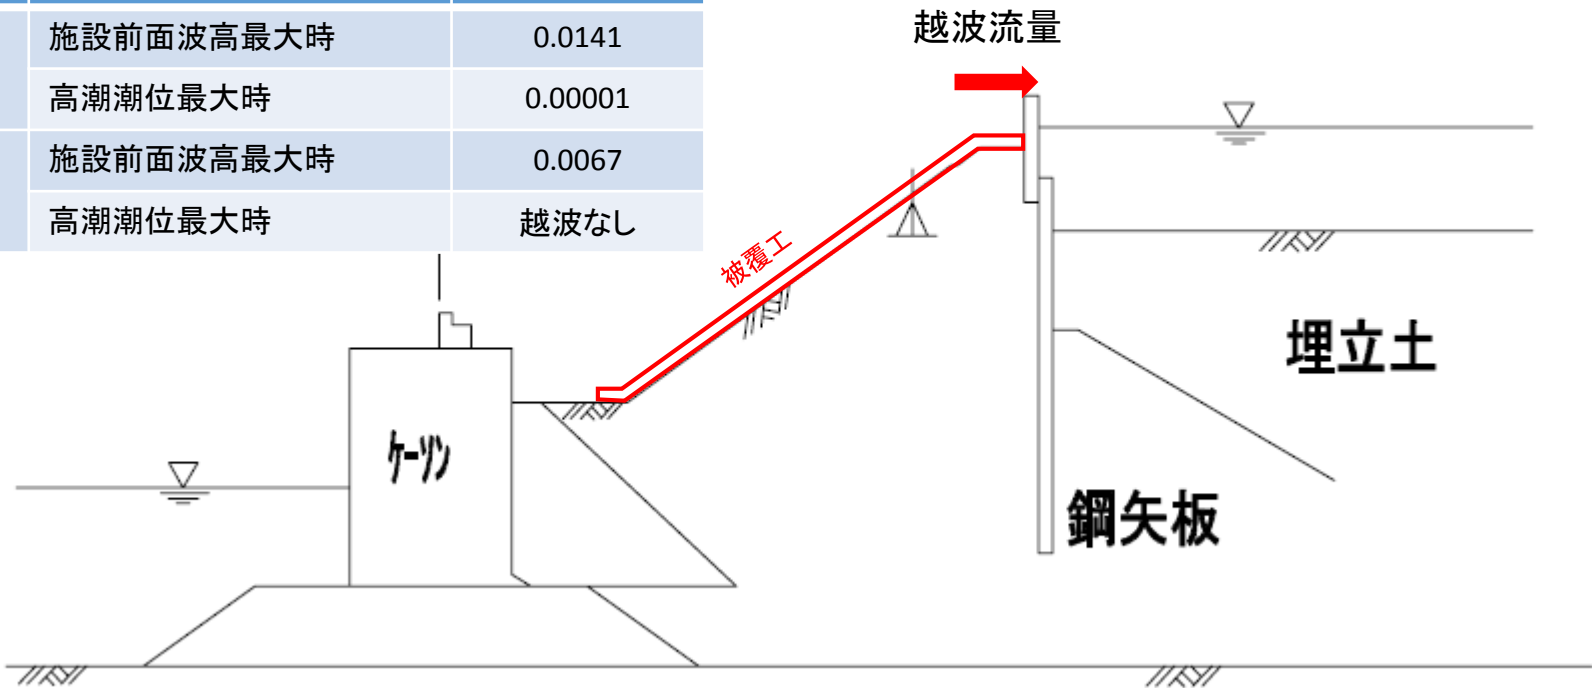 施設前面波高最大時 0.0141
高潮潮位最大時 0.00001
施設前面波高最大時 0.0067
高潮潮位最大時 越波なし
越波流量
被覆工
埋立土
ケーソン
鋼矢板